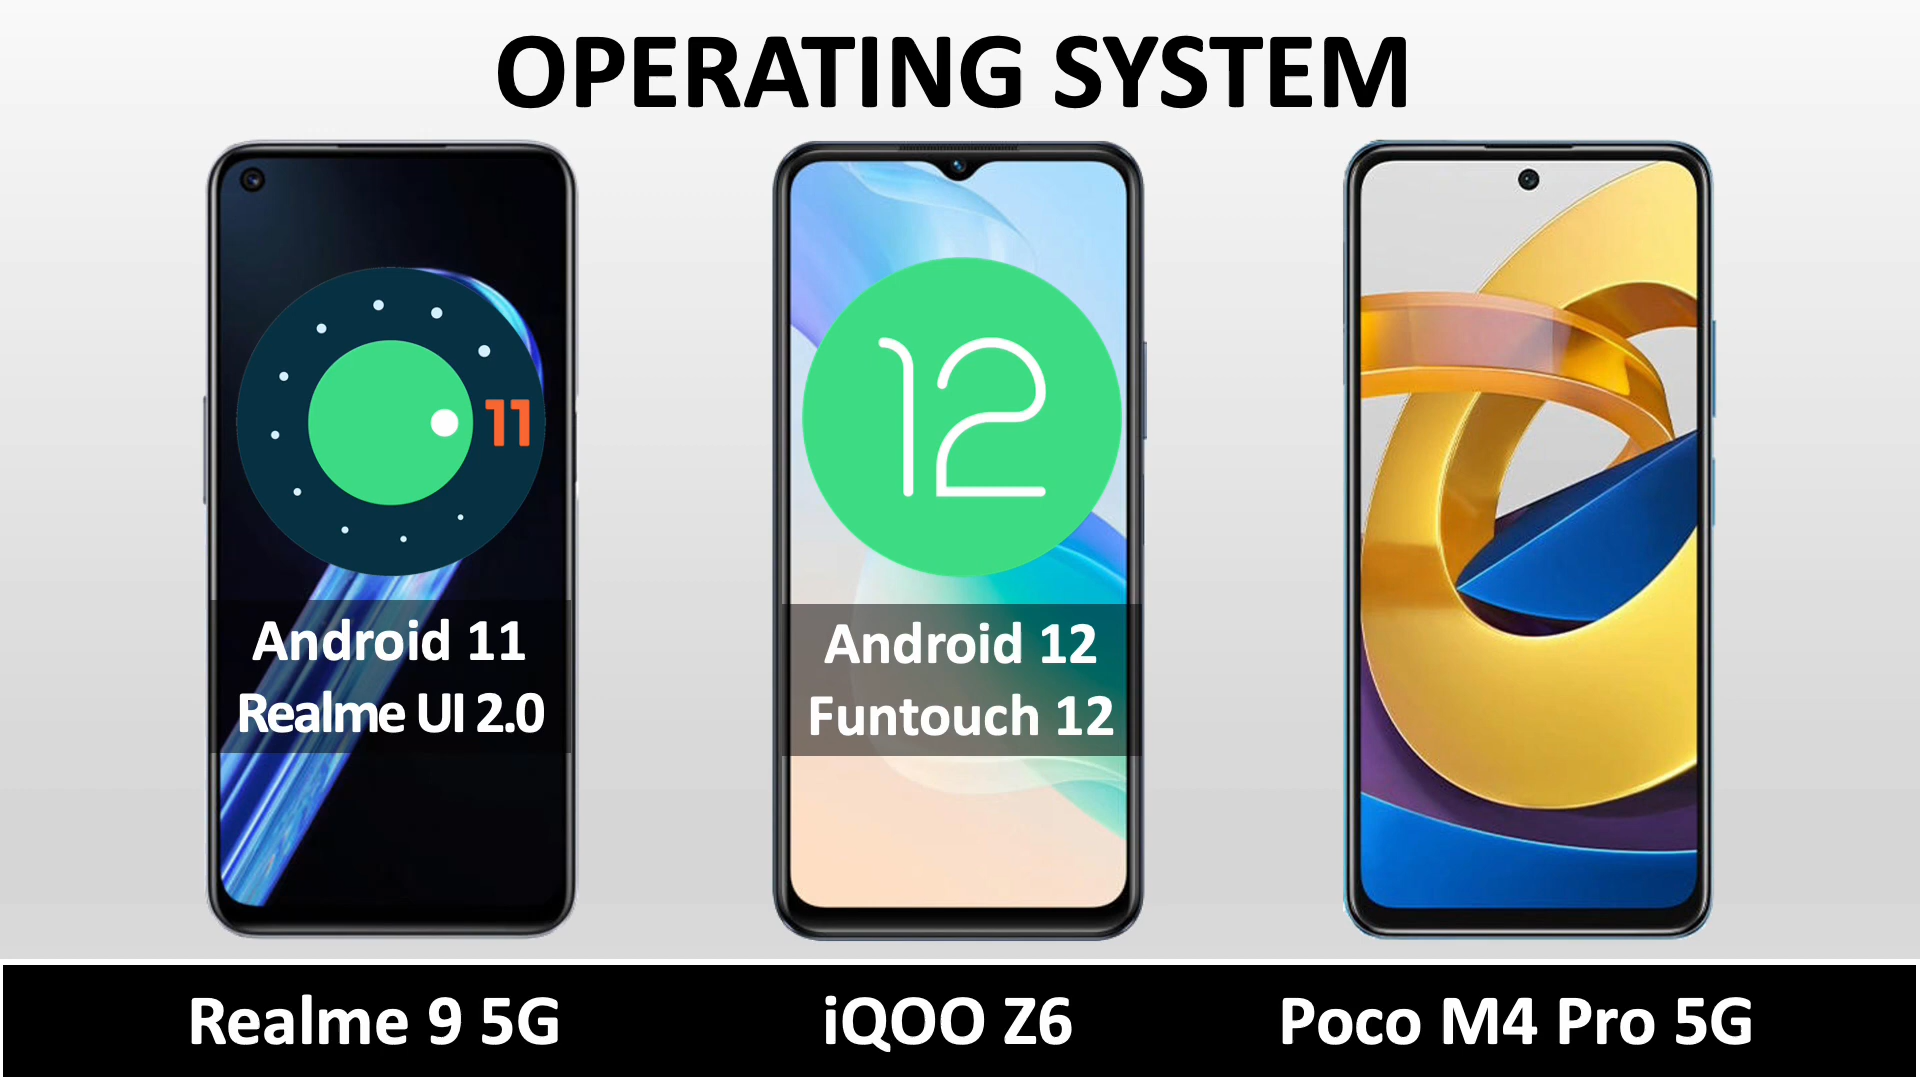 OPERATING SYSTEM
11
Android 11
Realme UI 2.0
12
Android 12
Funtouch 12
Realme 9 5G
iQOO Z6
Poco M4 Pro 5G